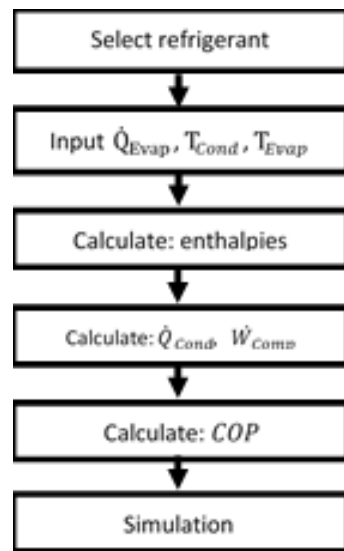 Select refrigerant
Input Q̇Evap, TCond, TEvap
Calculate: enthalpies
Calculate: Q̇Cond, ẆComp
Calculate: COP
Simulation